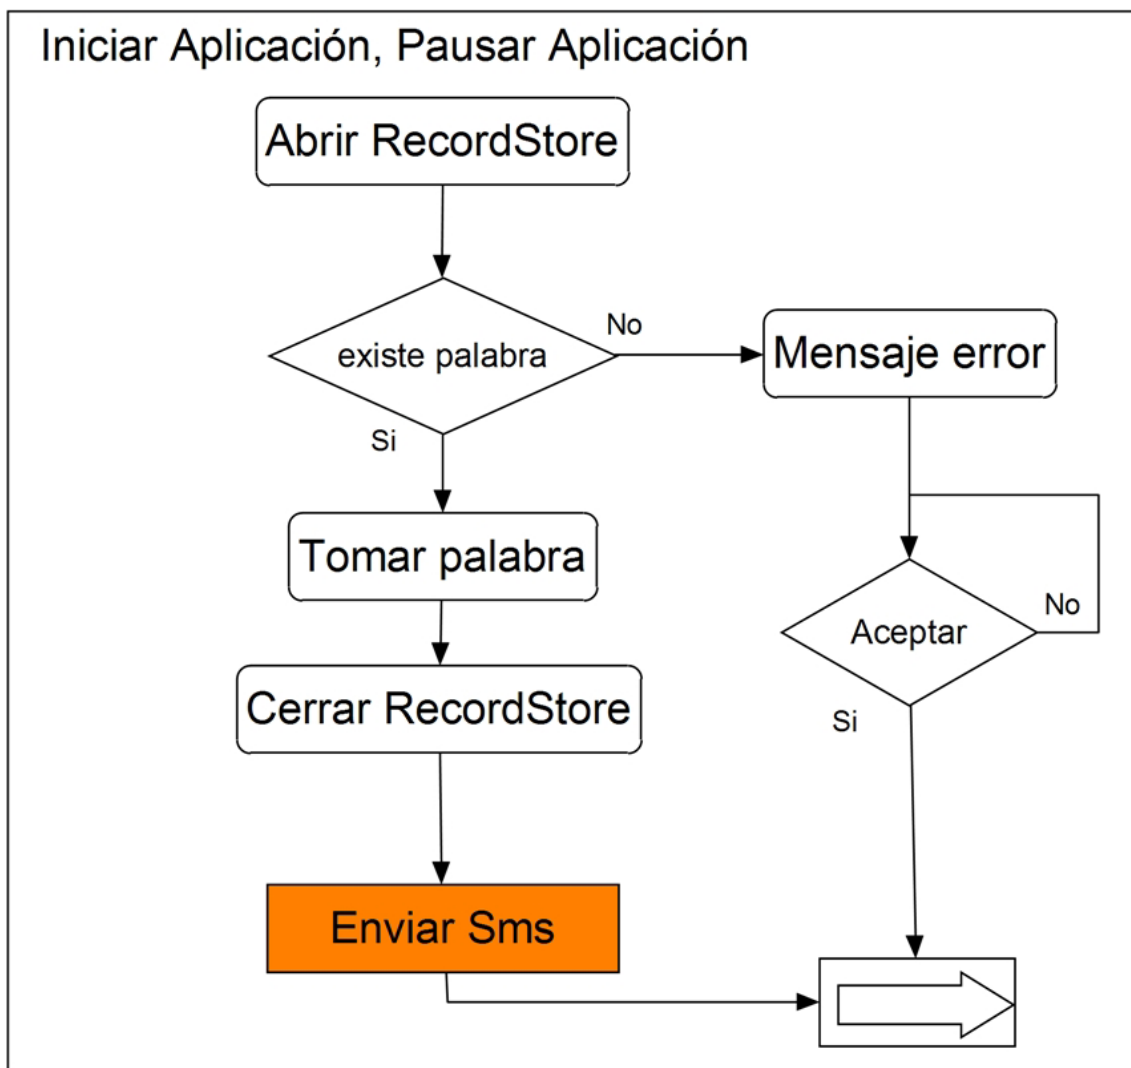 Iniciar Aplicación, Pausar Aplicación
Abrir RecordStore
existe palabra
No
Mensaje error
Si
Tomar palabra
Aceptar
No
Cerrar RecordStore
Si
Enviar Sms